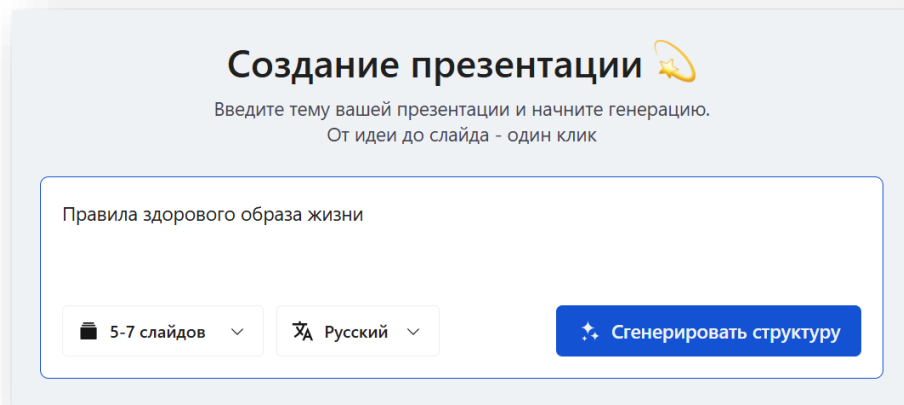 Создание презентации 💫
Введите тему вашей презентации и начните генерацию.
От идеи до слайда - один клик
Правила здорового образа жизни
5-7 слайдов
Русский
Сгенерировать структуру